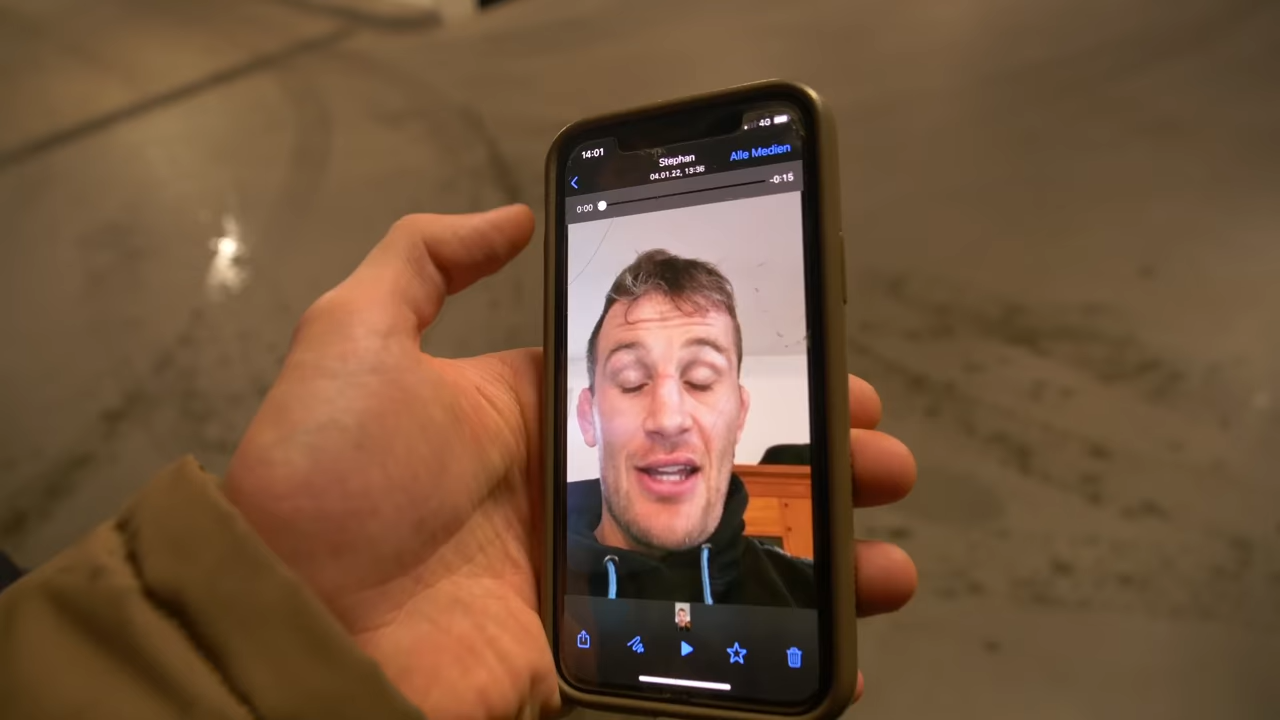 14:01
4G
Stephan
Alle Medien
04.01.22, 13:36
0:00
-0:15